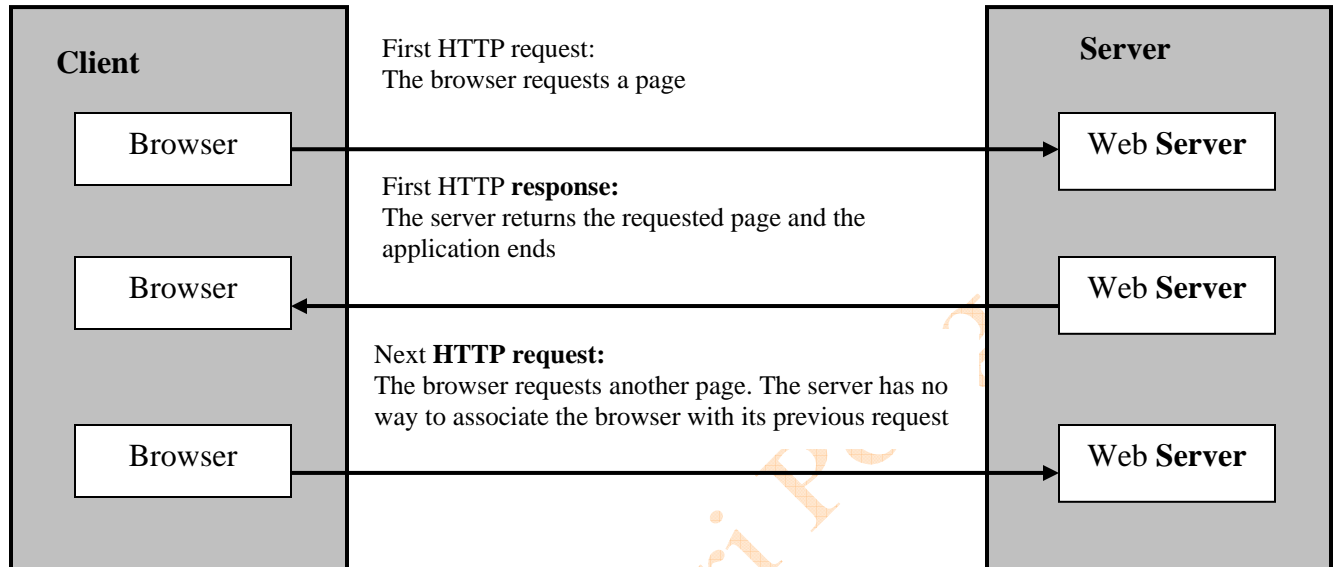 Client
Server
First HTTP request:
The browser requests a page
Browser
Web Server
First HTTP response:
The server returns the requested page and the
application ends
Browser
Web Server
Next HTTP request:
The browser requests another page. The server has no
way to associate the browser with its previous request
Browser
Web Server